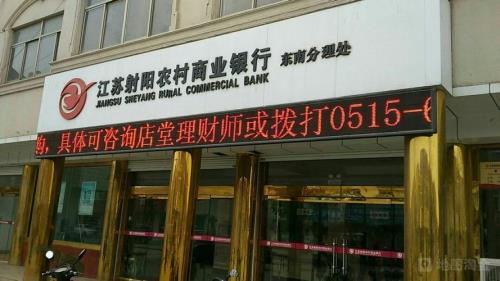 江苏射阳农村商业银行 东南分理处
JIANGSU SHEYANG RURAL COMMERCIAL BANK
购，具体可咨询店堂理财师或拨打0515-6